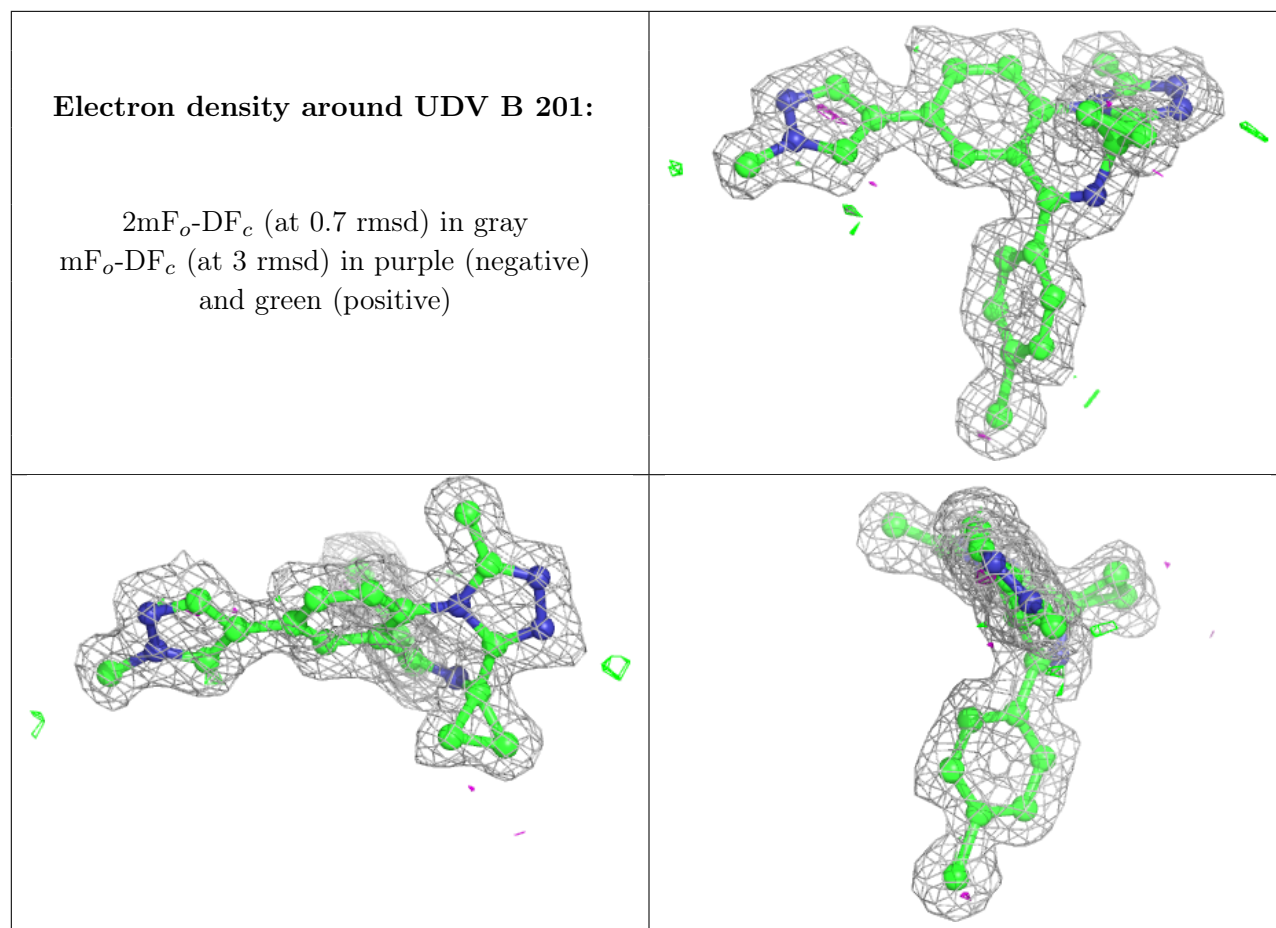 Electron density around UDV B 201:
2mFo-DFc (at 0.7 rmsd) in gray
mFo-DFc (at 3 rmsd) in purple (negative)
and green (positive)